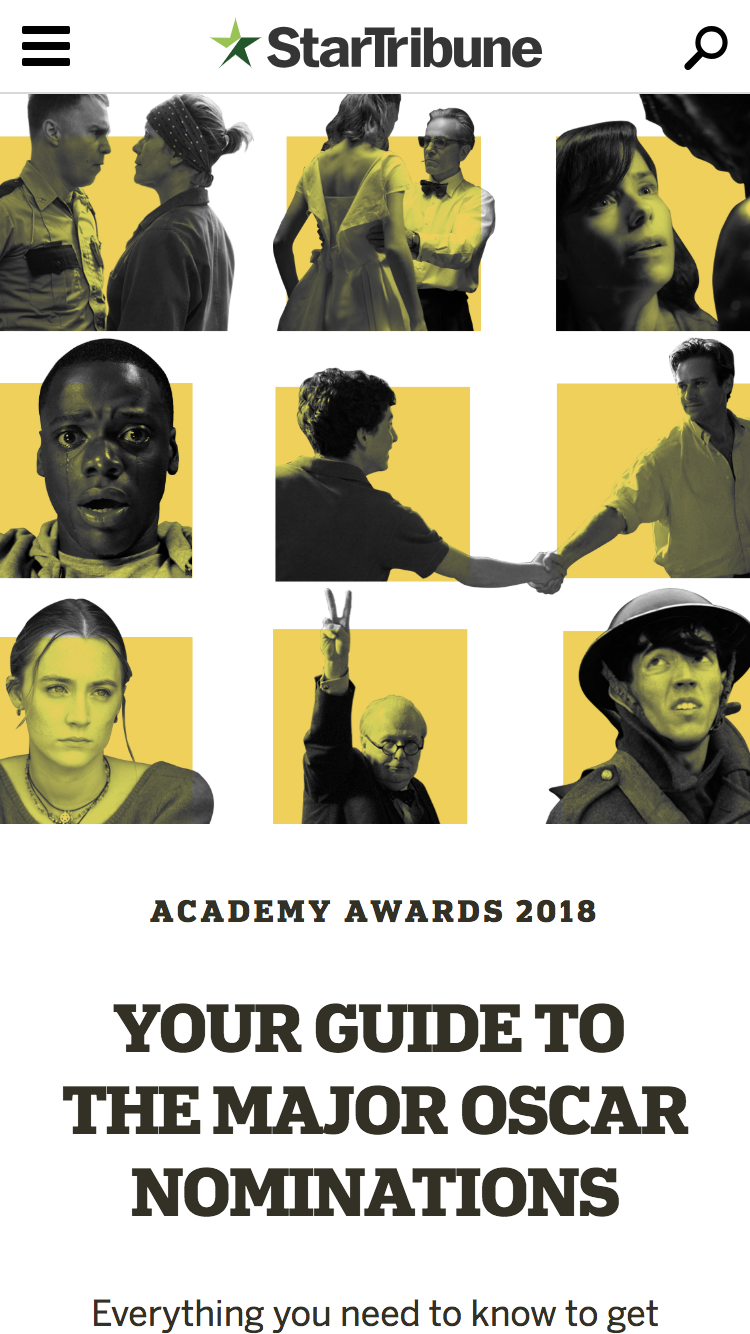 StarTribune
ACADEMY AWARDS 2018
YOUR GUIDE TO
THE MAJOR OSCAR
NOMINATIONS
Everything you need to know to get